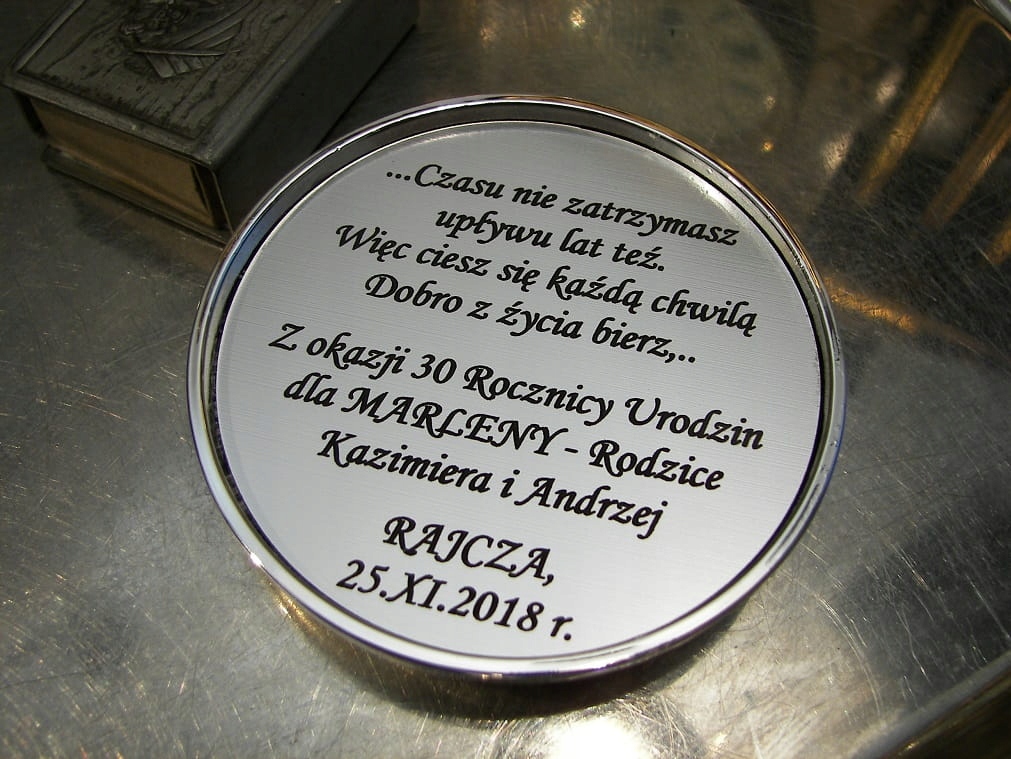 ...Czasu nie zatrzymasz
upływu lat też.
Więc ciesz się każdą chwilą
Dobro z życia bierz,..
Z okazji 30 Rocznicy Urodzin
dla MARLENY - Rodzice
Kazimiera i Andrzej
RAJCZA,
25.XI.2018 r.